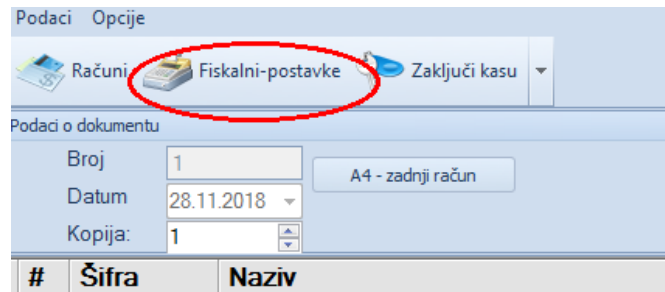 Podaci Opcije
Računi Fiskalni-postavke Zaključi kasu
Podaci o dokumentu
Broj 1 A4 - zadnji račun
Datum 28.11.2018
Kopija: 1
# Šifra Naziv